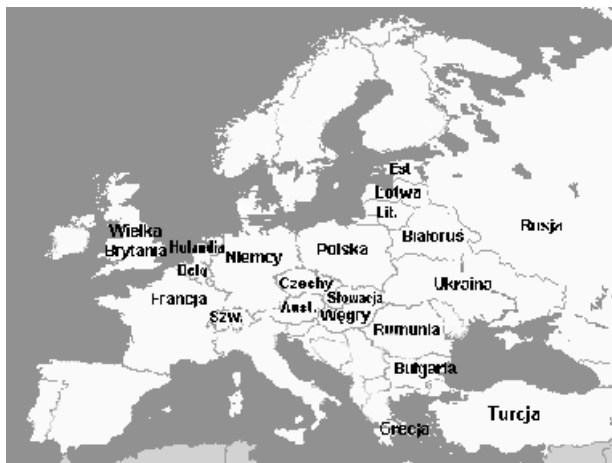 Est
Łotwa
Lit.
Rosja
Wielka
Brytania
Holandia
Niemcy
Polska
Białoruś
Belg
Czechy
Ukraina
Francja
Słowacja
Aust.
Szw.
Węgry
Rumunia
Bułgaria
Turcja
Grecja